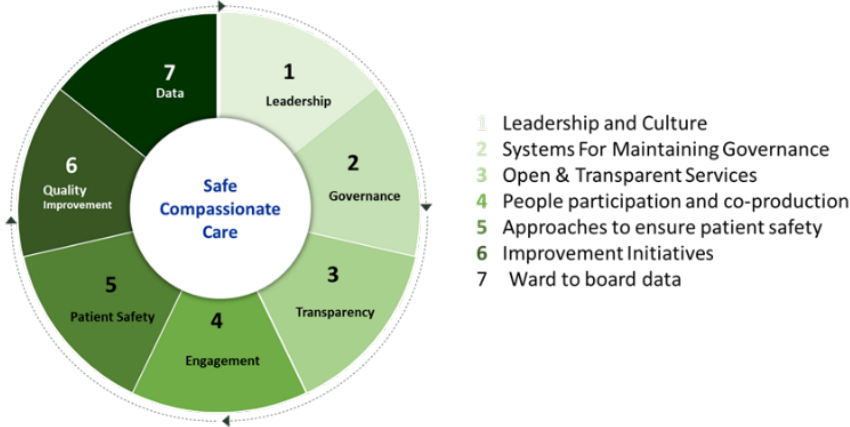 7
Data
1
Leadership
6
Quality
Improvement
2
Governance
Safe
Compassionate
Care
5
Patient Safety
3
Transparency
4
Engagement
1 Leadership and Culture
2 Systems For Maintaining Governance
3 Open & Transparent Services
4 People participation and co-production
5 Approaches to ensure patient safety
6 Improvement Initiatives
7 Ward to board data